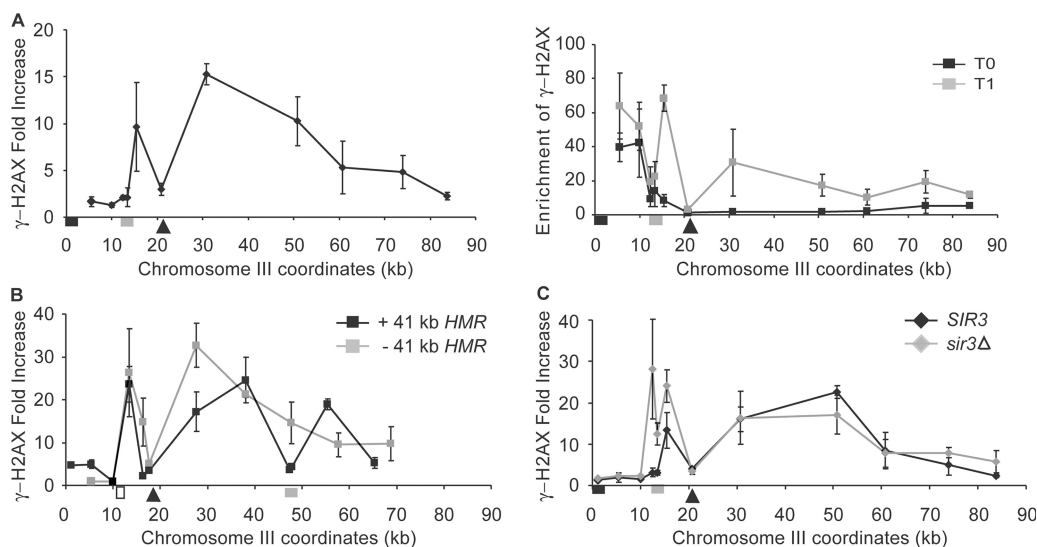 A
γ–H2AX Fold Increase
20
15
10
5
0
0 10 20 30 40 50 60 70 80 90
Chromosome III coordinates (kb)
Enrichment of γ–H2AX
100
80
60
40
20
0
T0
T1
0 10 20 30 40 50 60 70 80 90
Chromosome III coordinates (kb)
B
γ–H2AX Fold Increase
40
30
20
10
0
+ 41 kb HMR
- 41 kb HMR
0 10 20 30 40 50 60 70 80 90
Chromosome III coordinates (kb)
C
γ–H2AX Fold Increase
40
30
20
10
0
SIR3
sir3Δ
0 10 20 30 40 50 60 70 80 90
Chromosome III coordinates (kb)